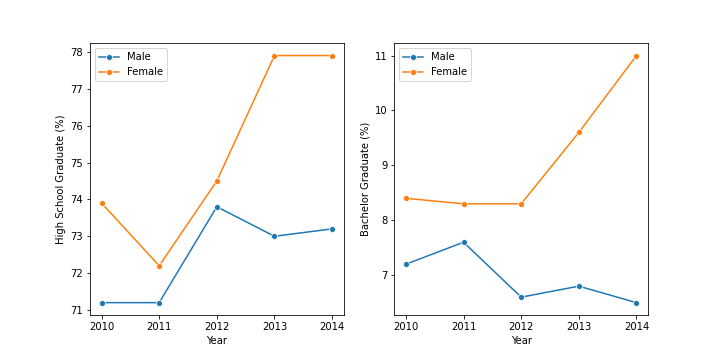 Male
Female
High School Graduate (%)
78
77
76
75
74
73
72
71
2010 2011 2012 2013 2014
Year
Male
Female
Bachelor Graduate (%)
11
10
9
8
7
2010 2011 2012 2013 2014
Year